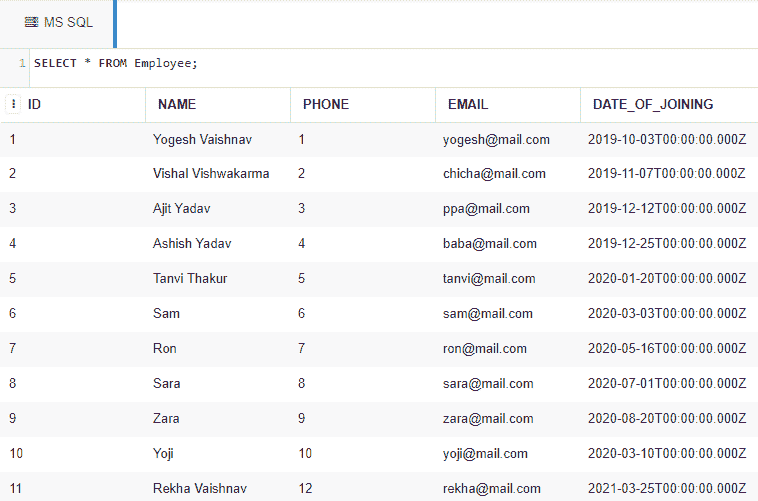 MS SQL
1 SELECT * FROM Employee;
ID NAME PHONE EMAIL DATE_OF_JOINING
1 Yogesh Vaishnav 1 yogesh@mail.com 2019-10-03T00:00:00.000Z
2 Vishal Vishwakarma 2 chicha@mail.com 2019-11-07T00:00:00.000Z
3 Ajit Yadav 3 ppa@mail.com 2019-12-12T00:00:00.000Z
4 Ashish Yadav 4 baba@mail.com 2019-12-25T00:00:00.000Z
5 Tanvi Thakur 5 tanvi@mail.com 2020-01-20T00:00:00.000Z
6 Sam 6 sam@mail.com 2020-03-03T00:00:00.000Z
7 Ron 7 ron@mail.com 2020-05-16T00:00:00.000Z
8 Sara 8 sara@mail.com 2020-07-01T00:00:00.000Z
9 Zara 9 zara@mail.com 2020-08-20T00:00:00.000Z
10 Yoji 10 yoji@mail.com 2020-03-10T00:00:00.000Z
11 Rekha Vaishnav 12 rekha@mail.com 2021-03-25T00:00:00.000Z